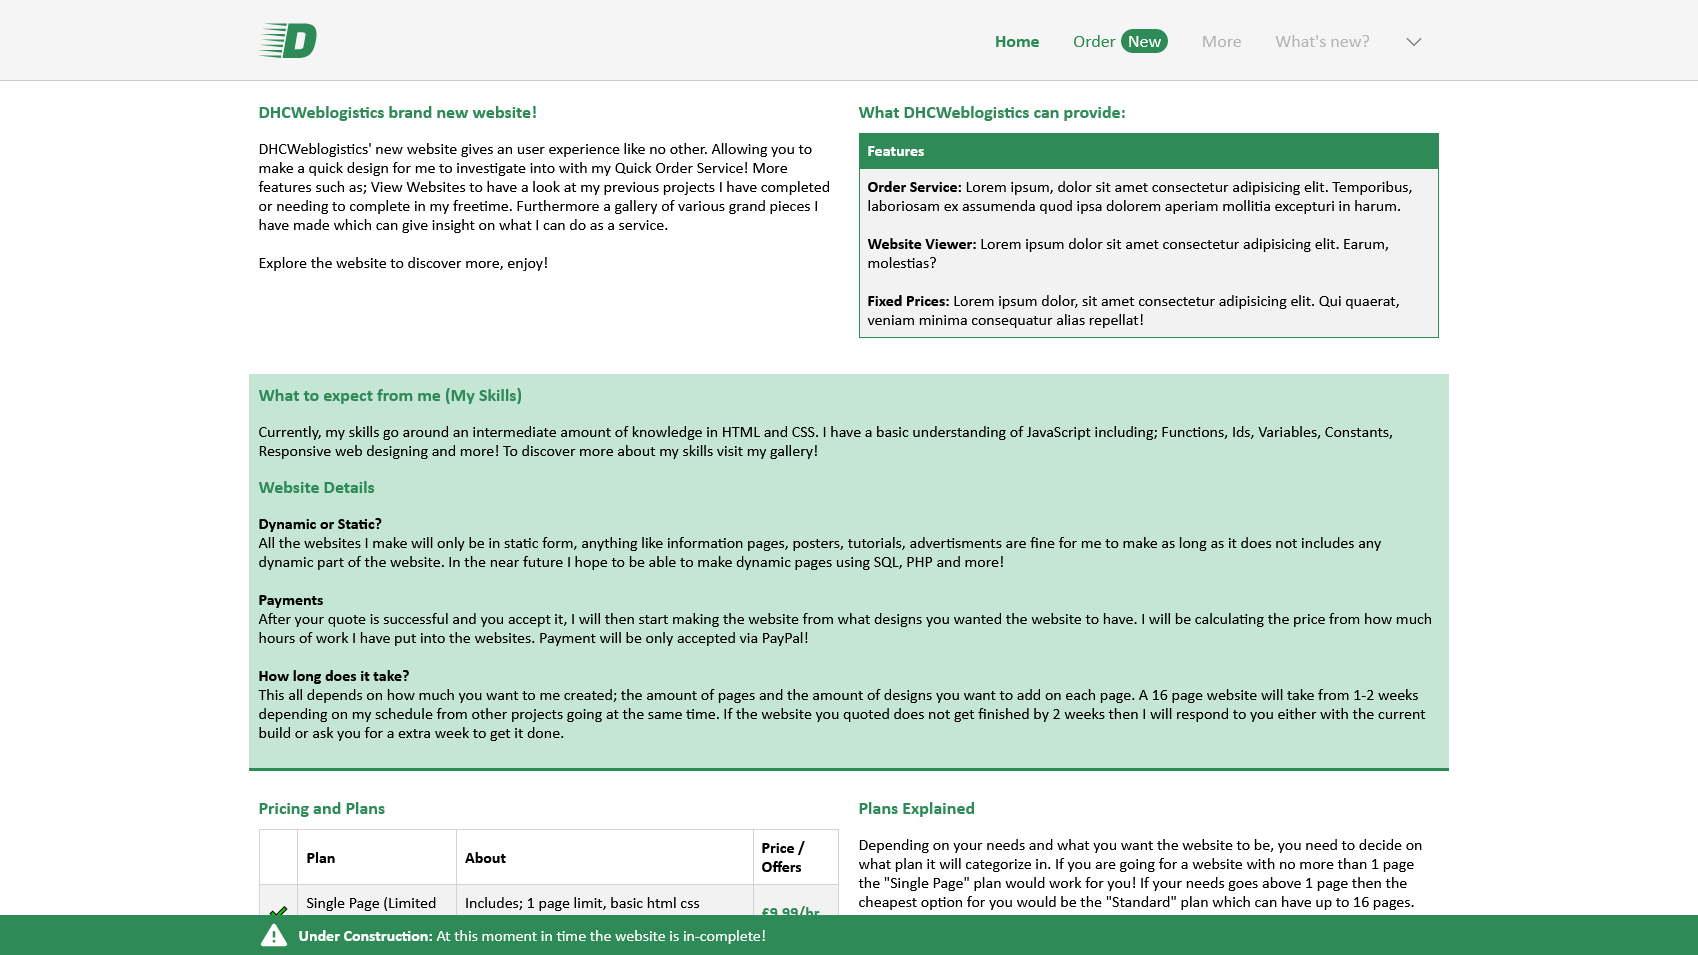 D
Home
Order New
More
What's new?
DHCWeblogistics brand new website!
DHCWeblogistics' new website gives an user experience like no other. Allowing you to
make a quick design for me to investigate into with my Quick Order Service! More
features such as; View Websites to have a look at my previous projects I have completed
or needing to complete in my freetime. Furthermore a gallery of various grand pieces I
have made which can give insight on what I can do as a service.
Explore the website to discover more, enjoy!
What DHCWeblogistics can provide:
Features
Order Service: Lorem ipsum, dolor sit amet consectetur adipisicing elit. Temporibus,
laboriosam ex assumenda quod ipsa dolorem aperiam mollitia excepturi in harum.
Website Viewer: Lorem ipsum dolor sit amet consectetur adipisicing elit. Earum,
molestias?
Fixed Prices: Lorem ipsum dolor, sit amet consectetur adipisicing elit. Qui quaerat,
veniam minima consequatur alias repellat!
What to expect from me (My Skills)
Currently, my skills go around an intermediate amount of knowledge in HTML and CSS. I have a basic understanding of JavaScript including; Functions, Ids, Variables, Constants,
Responsive web designing and more! To discover more about my skills visit my gallery!
Website Details
Dynamic or Static?
All the websites I make will only be in static form, anything like information pages, posters, tutorials, advertisments are fine for me to make as long as it does not includes any
dynamic part of the website. In the near future I hope to be able to make dynamic pages using SQL, PHP and more!
Payments
After your quote is successful and you accept it, I will then start making the website from what designs you wanted the website to have. I will be calculating the price from how much
hours of work I have put into the websites. Payment will be only accepted via PayPal!
How long does it take?
This all depends on how much you want to me created; the amount of pages and the amount of designs you want to add on each page. A 16 page website will take from 1-2 weeks
depending on my schedule from other projects going at the same time. If the website you quoted does not get finished by 2 weeks then I will respond to you either with the current
build or ask you for a extra week to get it done.
Pricing and Plans
Plan
About
Price /
Offers
Single Page (Limited
Includes; 1 page limit, basic html css
£9.99/hr
Plans Explained
Depending on your needs and what you want the website to be, you need to decide on
what plan it will categorize in. If you are going for a website with no more than 1 page
the "Single Page" plan would work for you! If your needs goes above 1 page then the
cheapest option for you would be the "Standard" plan which can have up to 16 pages.
Under Construction: At this moment in time the website is in-complete!